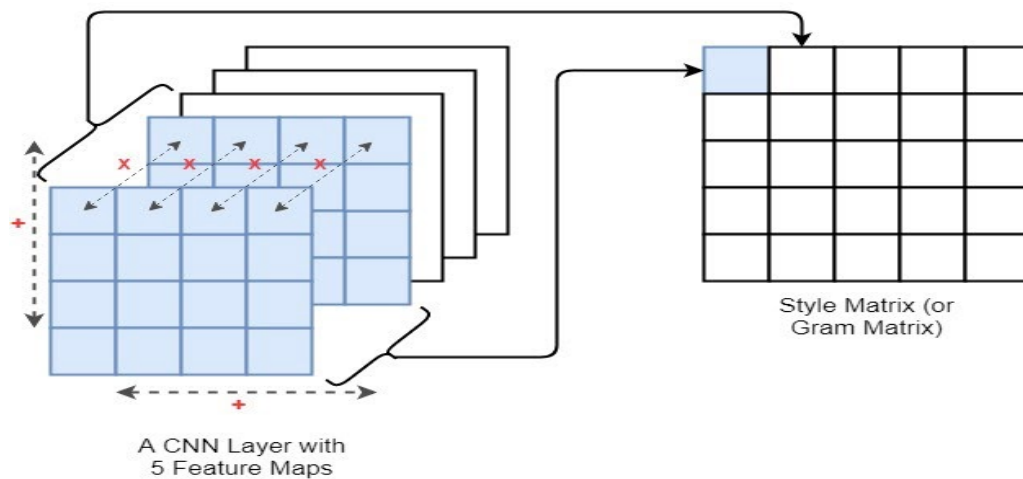 x x x x
+
+
Style Matrix (or
Gram Matrix)
A CNN Layer with
5 Feature Maps